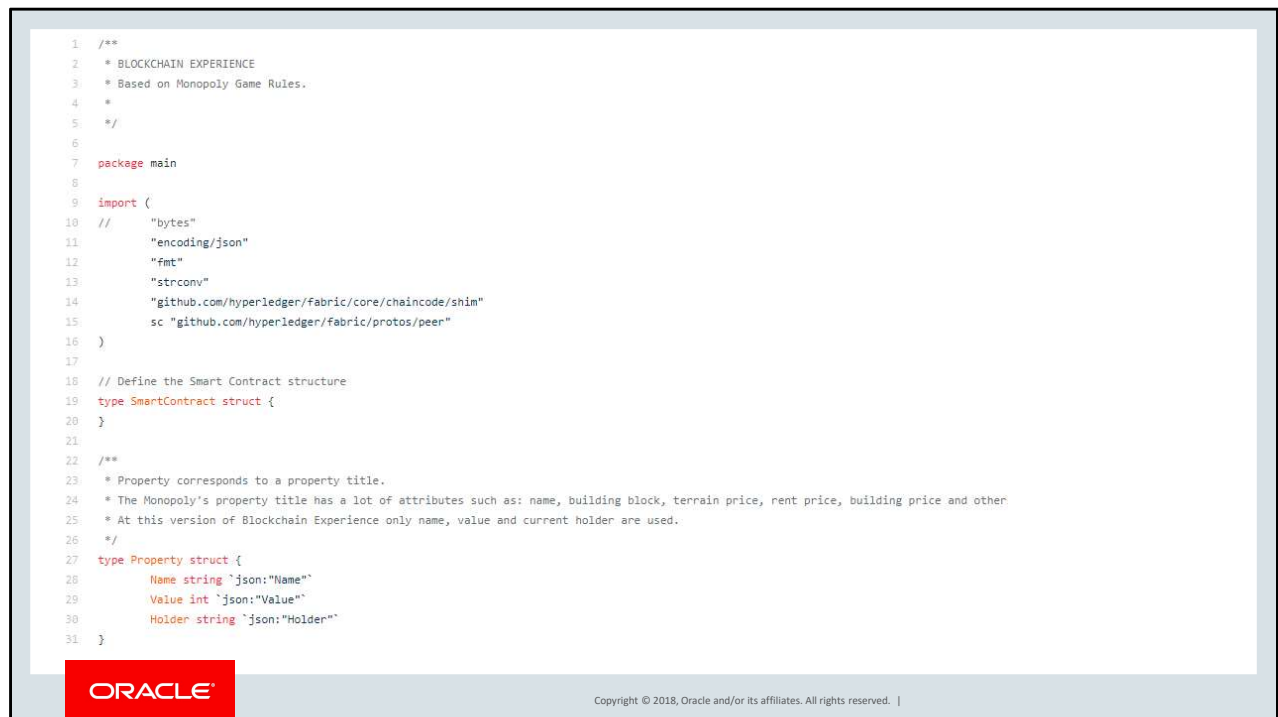 1 /**
2 * BLOCKCHAIN EXPERIENCE
3 * Based on Monopoly Game Rules.
4 *
5 */
6
7 package main
8
9 import (
10 // "bytes"
11 "encoding/json"
12 "fmt"
13 "strconv"
14 "github.com/hyperledger/fabric/core/chaincode/shim"
15 sc "github.com/hyperledger/fabric/protos/peer"
16 )
17
18 // Define the Smart Contract structure
19 type SmartContract struct {
20 }
21
22 /**
23 * Property corresponds to a property title.
24 * The Monopoly's property title has a lot of attributes such as: name, building block, terrain price, rent price, building price and other
25 * At this version of Blockchain Experience only name, value and current holder are used.
26 */
27 type Property struct {
28 Name string `json:"Name"`
29 Value int `json:"Value"`
30 Holder string `json:"Holder"`
31 }
ORACLE®
Copyright © 2018, Oracle and/or its affiliates. All rights reserved. |